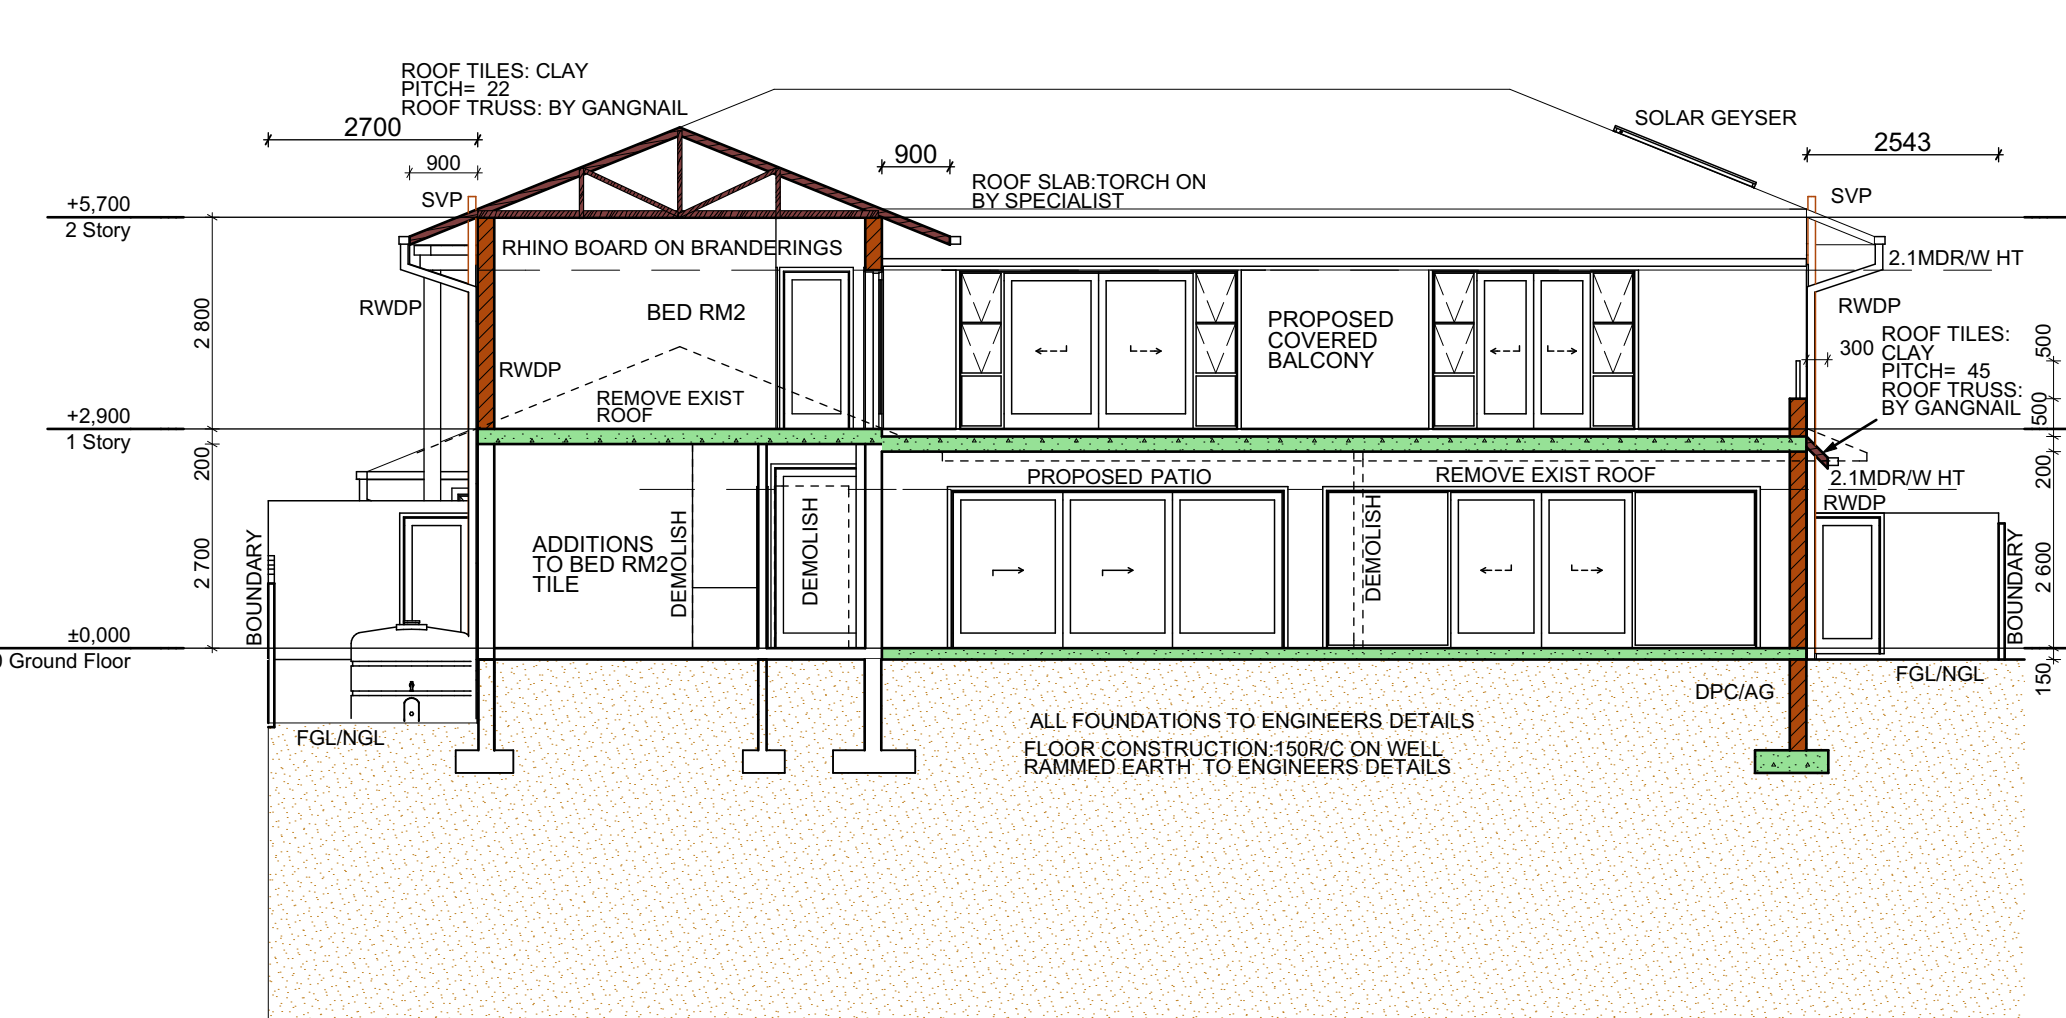 ROOF TILES: CLAY
PITCH= 22
ROOF TRUSS: BY GANGNAIL
2700
900
SVP
+5,700
2 Story
900
ROOF SLAB:TORCH ON
BY SPECIALIST
SOLAR GEYSER
2543
SVP
RHINO BOARD ON BRANDERINGS
2.1MDR/W HT
RWDP
BED RM2
2 800
PROPOSED
COVERED
BALCONY
RWDP
300
ROOF TILES:
CLAY
PITCH= 45
ROOF TRUSS:
BY GANGNAIL
500
500
RWDP
REMOVE EXIST
ROOF
+2,900
1 Story
200
PROPOSED PATIO
REMOVE EXIST ROOF
2.1MDR/W HT
RWDP
200
ADDITIONS
TO BED RM2
TILE
DEMOLISH
DEMOLISH
DEMOLISH
2 700
BOUNDARY
2 600
BOUNDARY
±0,000
0 Ground Floor
150
FGL/NGL
DPC/AG
FGL/NGL
ALL FOUNDATIONS TO ENGINEERS DETAILS
FLOOR CONSTRUCTION:150R/C ON WELL
RAMMED EARTH TO ENGINEERS DETAILS